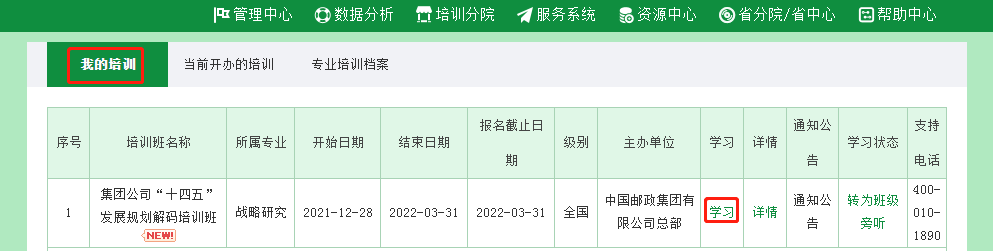 管理中心 数据分析 培训分院 服务系统 资源中心 省分院/省中心 帮助中心
我的培训 当前开办的培训 专业培训档案
序号 培训班名称 所属专业 开始日期 结束日期 报名截止日期 级别 主办单位 学习 详情 通知公告 学习状态 支持电话
1 集团公司“十四五”发展规划解码培训班 NEW! 战略研究 2021-12-28 2022-03-31 2022-03-31 全国 中国邮政集团有限公司总部 学习 详情 通知公告 转为班级旁听 400-010-1890